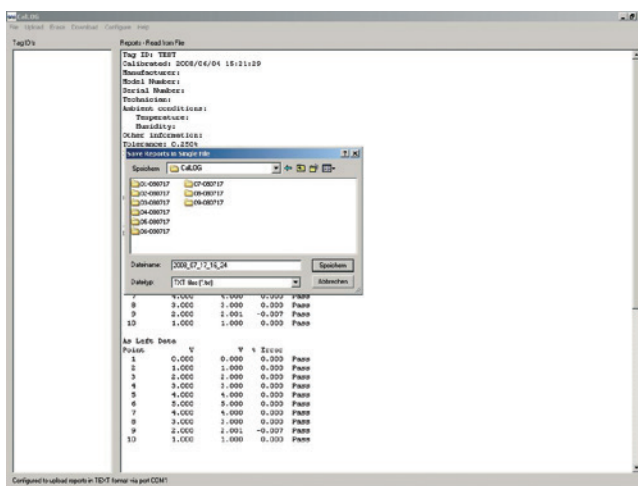 CalLOG
File Upload Erase Download Configure Help
Tag ID's
Reports - Read from File
Tag ID: TEST
Calibrated: 2008/06/04 15:21:29
Manufacturer:
Model Number:
Serial Number:
Technician:
Ambient conditions:
Temperature:
Humidity:
Other information:
Tolerance: 0.250%
Save Reports in Single File
Speichern
CalLOG
01-080717
07-080717
02-080717
08-080717
03-080717
09-080717
04-080717
05-080717
06-080717
Dateiname:
2008_07_17_16_24
Speichern
Dateityp:
TXT files (*.txt)
Abbrechen
7 4.000 4.000 0.000 Pass
8 3.000 3.000 0.000 Pass
9 2.000 2.001 -0.007 Pass
10 1.000 1.000 0.000 Pass
As Left Data
Point V V % Error
1 0.000 0.000 0.000 Pass
2 1.000 1.000 0.000 Pass
3 2.000 2.000 0.000 Pass
4 3.000 3.000 0.000 Pass
5 4.000 4.000 0.000 Pass
6 5.000 5.000 0.000 Pass
7 4.000 4.000 0.000 Pass
8 3.000 3.000 0.000 Pass
9 2.000 2.001 -0.007 Pass
10 1.000 1.000 0.000 Pass
Configured to upload reports in TEXT format via port COM1